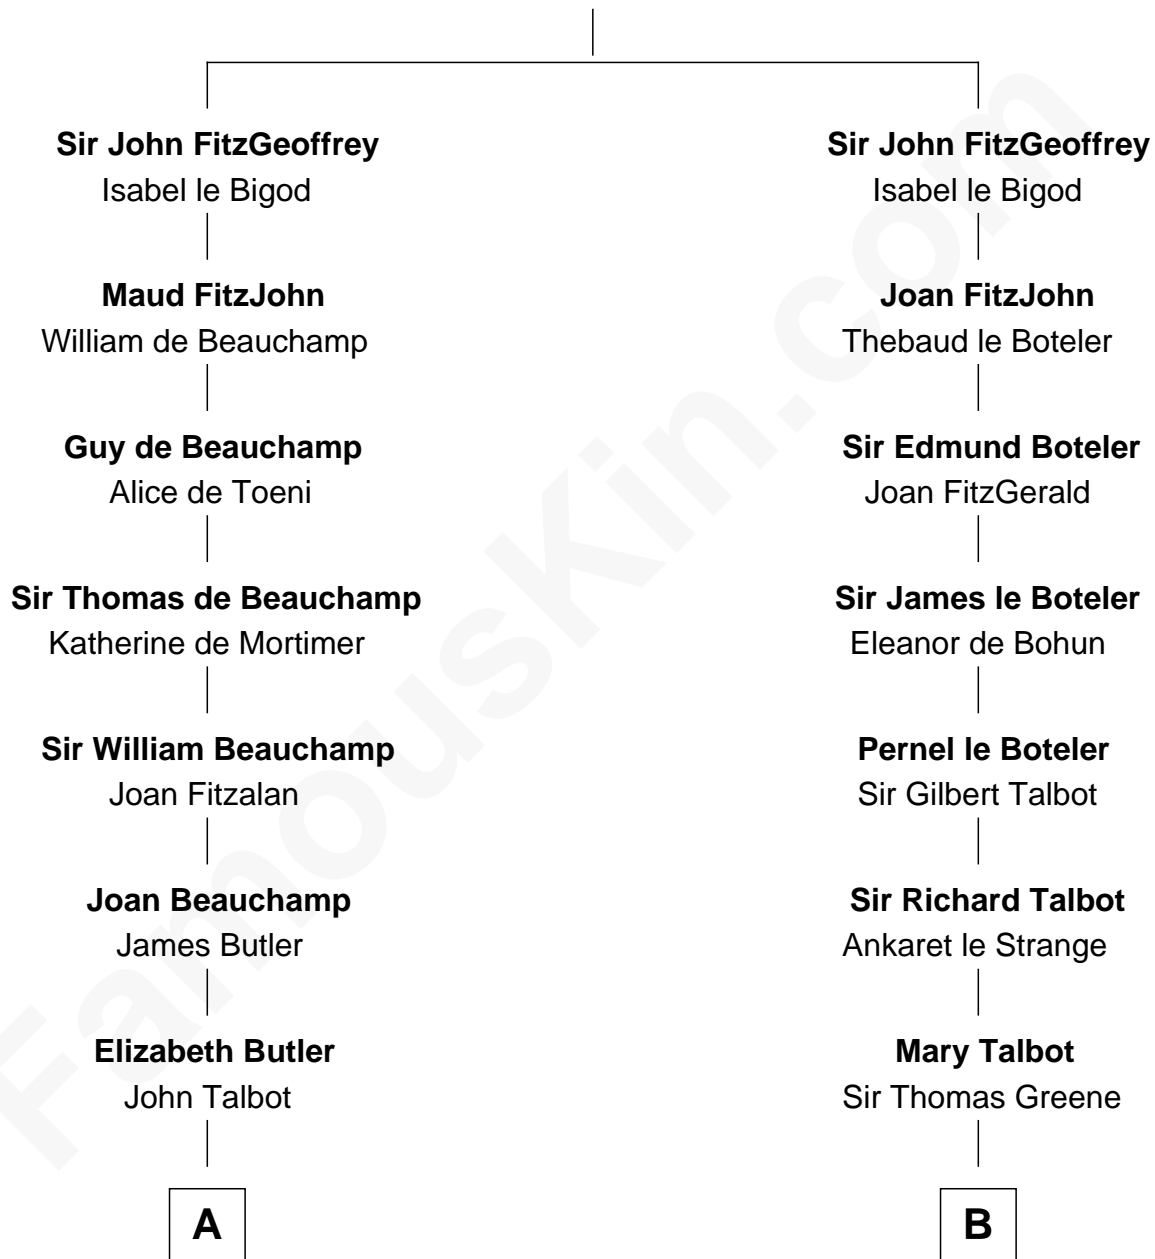 Sir John FitzGeoffrey
Isabel le Bigod
Maud FitzJohn
William de Beauchamp
Guy de Beauchamp
Alice de Toeni
Sir Thomas de Beauchamp
Katherine de Mortimer
Sir William Beauchamp
Joan Fitzalan
Joan Beauchamp
James Butler
Elizabeth Butler
John Talbot
A
Sir John FitzGeoffrey
Isabel le Bigod
Joan FitzJohn
Thebaud le Boteler
Sir Edmund Boteler
Joan FitzGerald
Sir James le Boteler
Eleanor de Bohun
Pernel le Boteler
Sir Gilbert Talbot
Sir Richard Talbot
Ankaret le Strange
Mary Talbot
Sir Thomas Greene
B
FamousKin.com